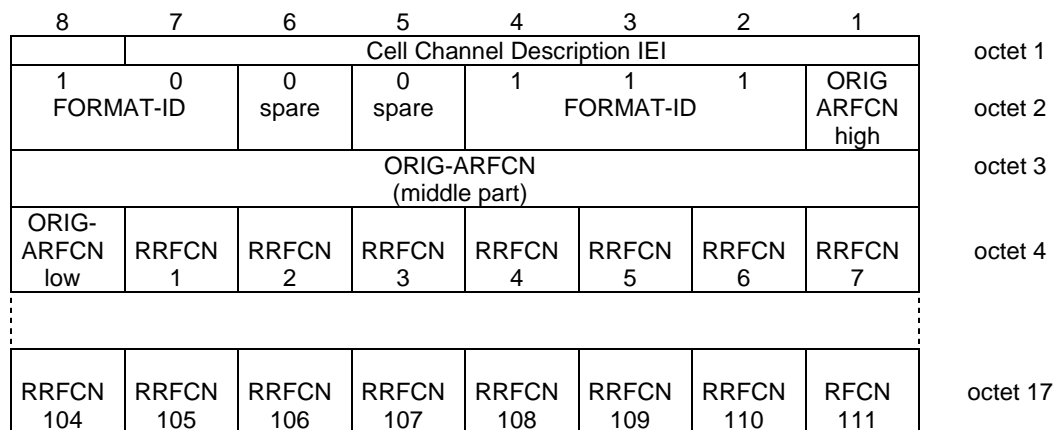 8 7 6 5 4 3 2 1
Cell Channel Description IEI octet 1
1 0 0 0 1 1 1 ORIG
FORMAT-ID spare spare FORMAT-ID ARFCN octet 2
high
ORIG-ARFCN octet 3
(middle part)
ORIG-
ARFCN RRFCN RRFCN RRFCN RRFCN RRFCN RRFCN RRFCN octet 4
low 1 2 3 4 5 6 7
RRFCN RRFCN RRFCN RRFCN RRFCN RRFCN RRFCN RFCN octet 17
104 105 106 107 108 109 110 111